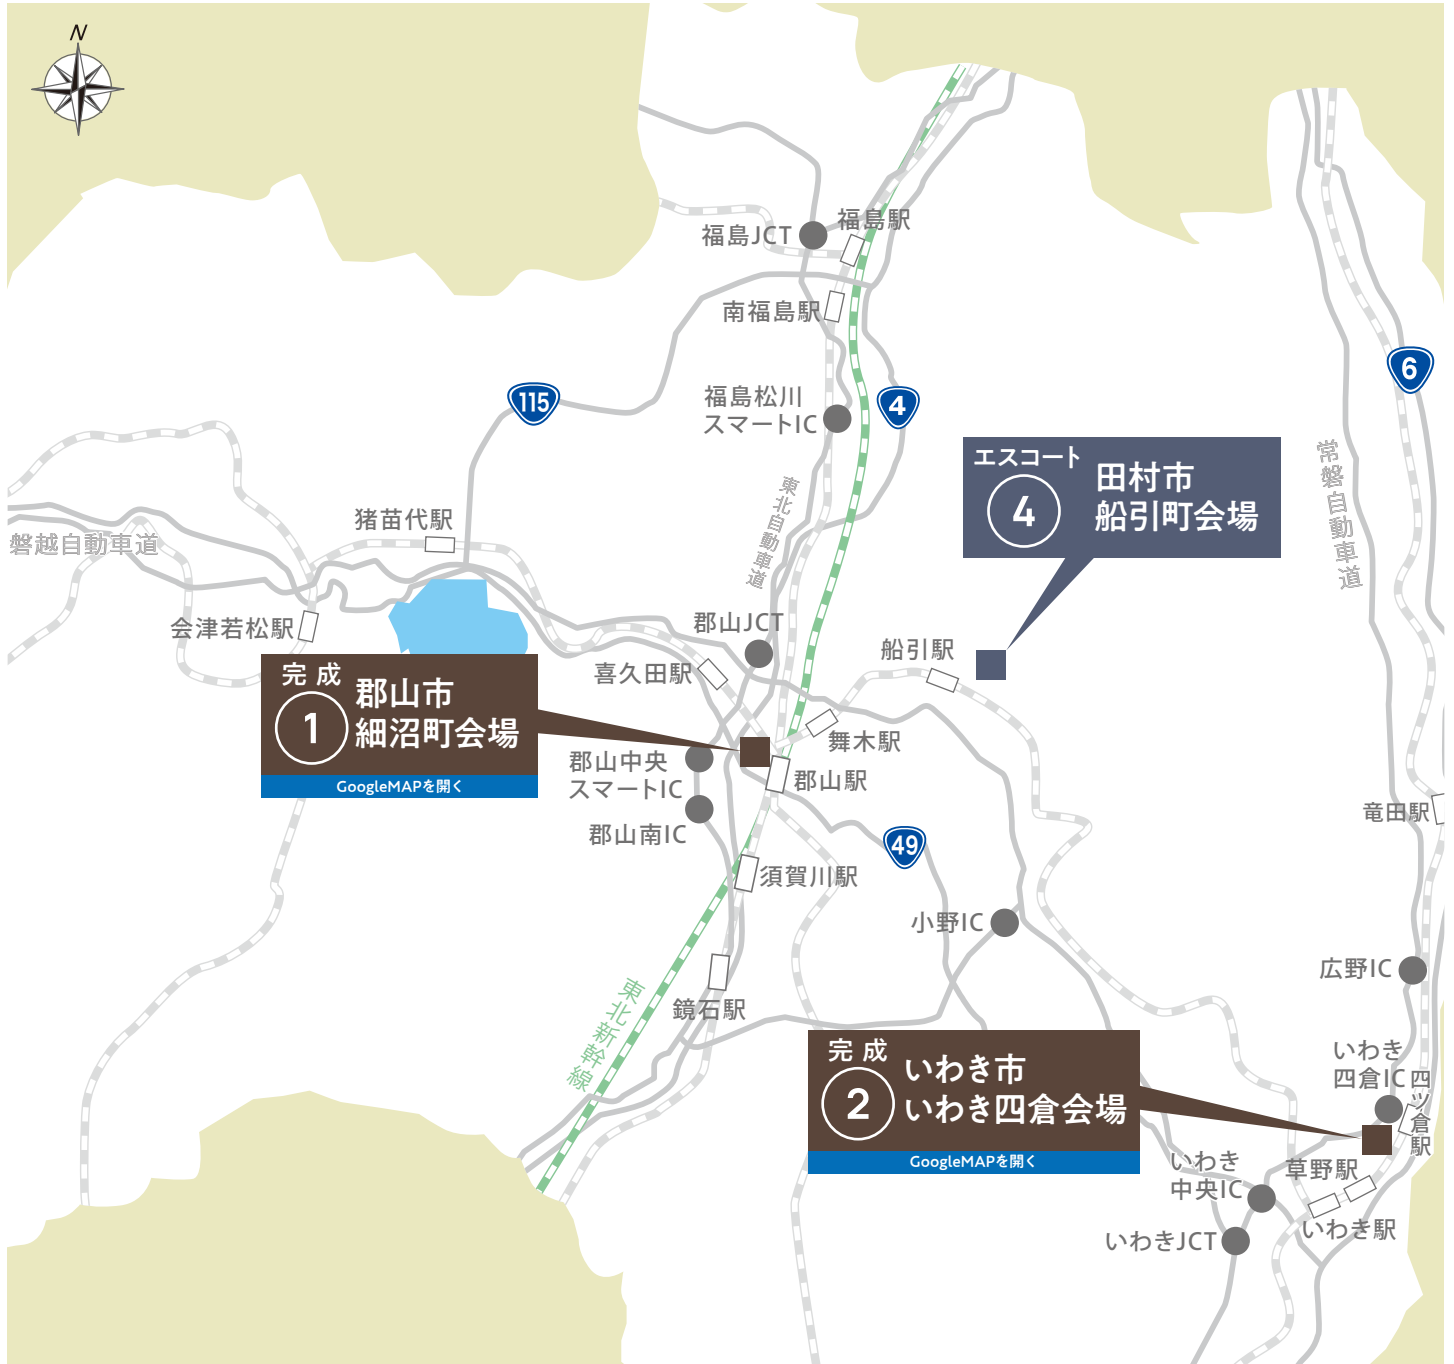 N
福島JCT
福島駅
南福島駅
115
福島松川
スマートIC
4
6
エスコート
4
田村市
船引町会場
常磐自動車道
東北自動車道
猪苗代駅
磐越自動車道
会津若松駅
郡山JCT
船引駅
喜久田駅
完成
1
郡山市
細沼町会場
GoogleMAPを開く
舞木駅
郡山中央
スマートIC
郡山駅
郡山南IC
竜田駅
49
須賀川駅
小野IC
広野IC
東北新幹線
鏡石駅
完成
2
いわき市
いわき四倉会場
GoogleMAPを開く
いわき
四倉IC
四ツ倉駅
いわき
中央IC
草野駅
いわき駅
いわきJCT